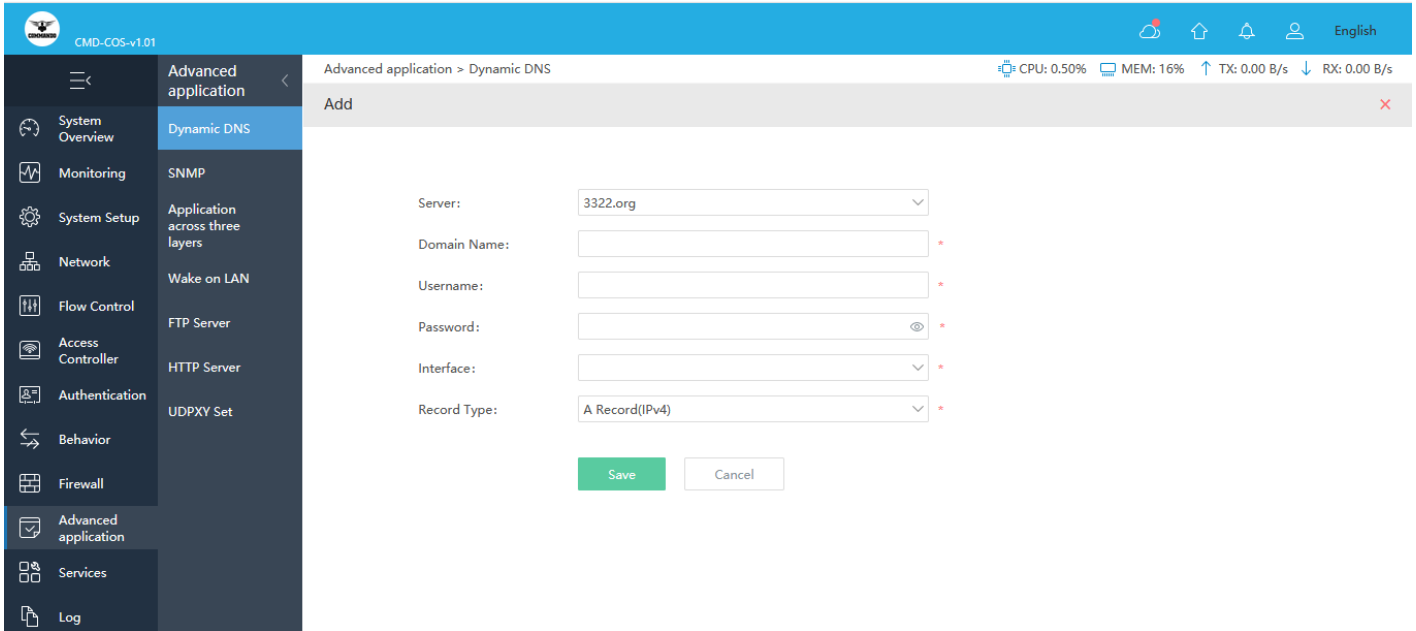 COMMANDO
CMD-COS-v1.01
English
Advanced
application
Advanced application > Dynamic DNS
CPU: 0.50%
MEM: 16%
TX: 0.00 B/s
RX: 0.00 B/s
Add
System
Overview
Monitoring
System Setup
Network
Flow Control
Access
Controller
Authentication
Behavior
Firewall
Advanced
application
Services
Log
Dynamic DNS
SNMP
Application
across three
layers
Wake on LAN
FTP Server
HTTP Server
UDPXY Set
Server: 3322.org
Domain Name: *
Username: *
Password: *
Interface: *
Record Type: A Record(IPv4) *
Save
Cancel